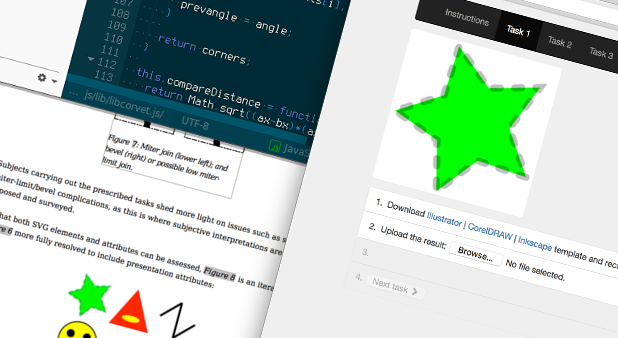 107
108 }
109 prevangle = angle;
110
111 return corners;
112 }
113 this.compareDistance = functi
return Math.sqrt((ax-bx)*(a
... js/lib/libcorvet.js/ UTF-8
Figure 7: Miter join (lower left); and
bevel (right) or possible low miter-
limit join.
Subjects carrying out the prescribed tasks shed more light on issues such as s
iter-limit/bevel complications, as this is where subjective interpretations are
posed and surveyed.
hat both SVG elements and attributes can be assessed, Figure 8 is an iter
re 6 more fully resolved to include presentation attributes:
Instructions Task 1 Task 2 Task 3
1. Download Illustrator | CorelDRAW | Inkscape template and rec
2. Upload the result: Browse... No file selected.
3.
4. Next task